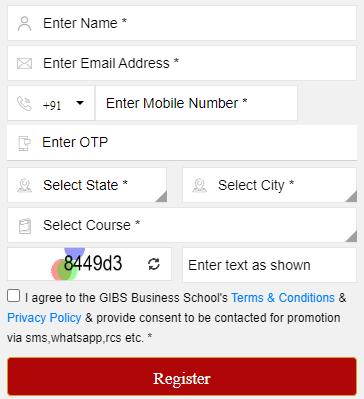 Enter Name *
Enter Email Address *
+91 Enter Mobile Number *
Enter OTP
Select State * Select City *
Select Course *
8449d3 Enter text as shown
I agree to the GIBS Business School's Terms & Conditions &
Privacy Policy & provide consent to be contacted for promotion
via sms,whatsapp,rcs etc. *
Register